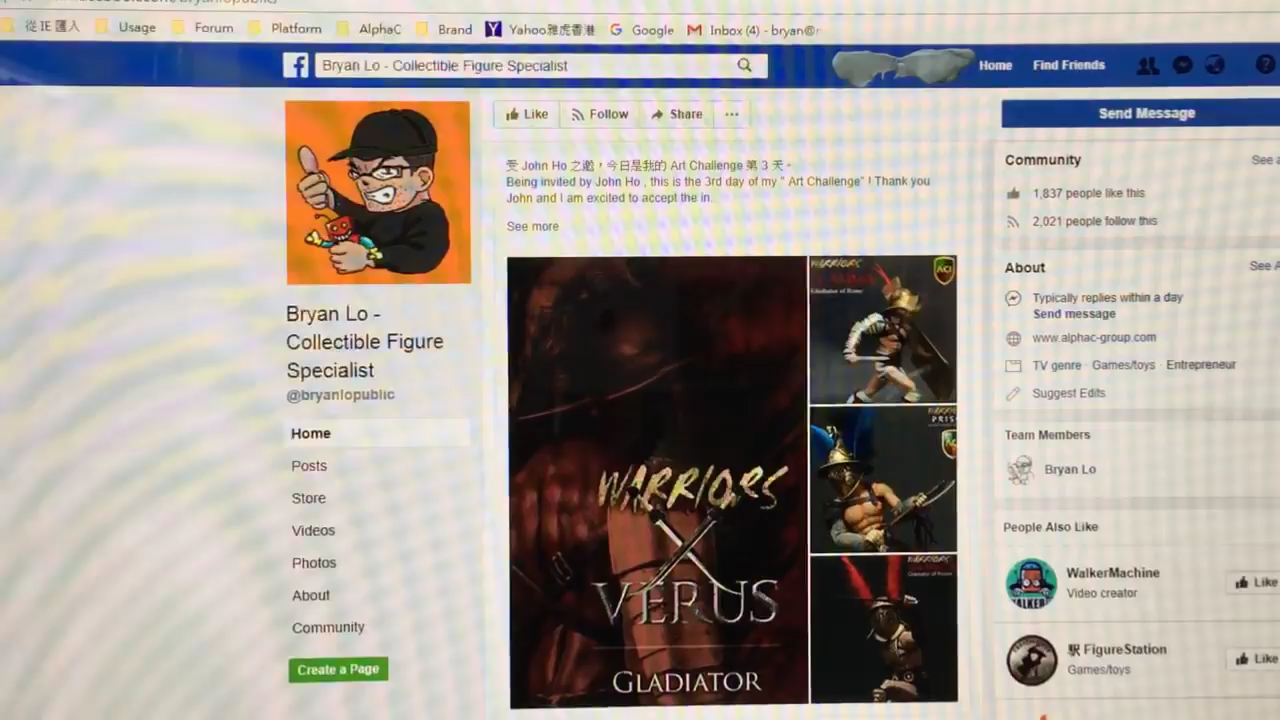 從 IE 匯入 Usage Forum Platform AlphaC Brand Yahoo雅虎香港 Google Inbox (4) - bryan@r
Bryan Lo - Collectible Figure Specialist
Home Find Friends
Like Follow Share
Send Message
受 John Ho 之邀，今日是我的 Art Challenge 第 3 天。
Being invited by John Ho , this is the 3rd day of my " Art Challenge" ! Thank you
John and I am excited to accept the in.
See more
Bryan Lo -
Collectible Figure
Specialist
@bryanlopublic
Home
Posts
Store
Videos
Photos
About
Community
Create a Page
WARRIORS
X
VERUS
GLADIATOR
WARRIORS
Gladiator of Rome
ACI
WARRIORS
Community See
1,837 people like this
2,021 people follow this
About See
Typically replies within a day
Send message
www.alphac-group.com
TV genre · Games/toys · Entrepreneur
Suggest Edits
Team Members
Bryan Lo
People Also Like
WalkerMachine
Video creator
Like
駅 FigureStation
Games/toys
Like